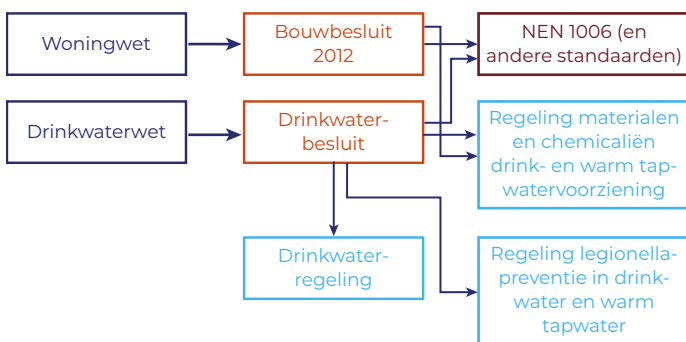 Woningwet
Bouwbesluit
2012
NEN 1006 (en
andere standaarden)
Drinkwaterwet
Drinkwater-
besluit
Regeling materialen
en chemicaliën
drink- en warm tap-
watervoorziening
Drinkwater-
regeling
Regeling legionella-
preventie in drink-
water en warm
tapwater